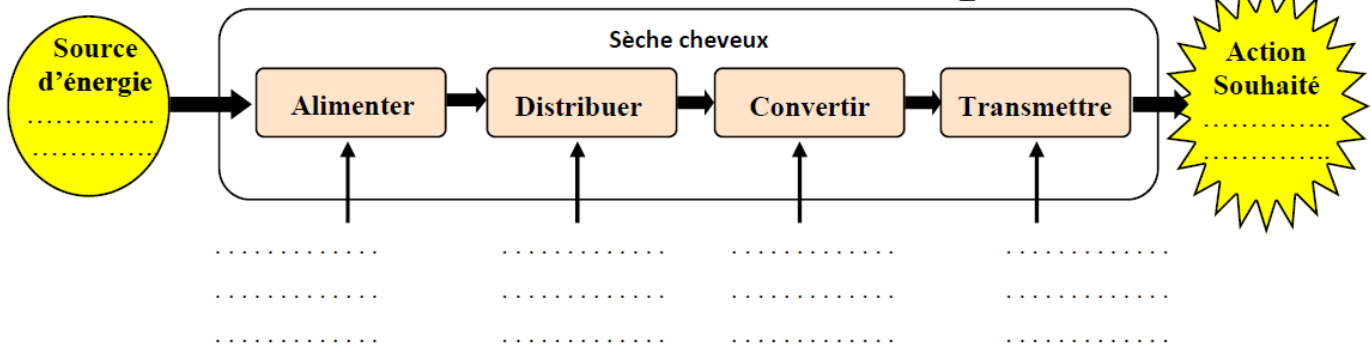 Sèche cheveux
Source
d'énergie
…………..
…………..
Alimenter
Distribuer
Convertir
Transmettre
Action
Souhaité
…………..
…………..
. . . . . . . . . . . . .
. . . . . . . . . . . . .
. . . . . . . . . . . . .
. . . . . . . . . . . . .
. . . . . . . . . . . . .
. . . . . . . . . . . . .
. . . . . . . . . . . . .
. . . . . . . . . . . . .
. . . . . . . . . . . . .
. . . . . . . . . . . . .
. . . . . . . . . . . . .
. . . . . . . . . . . . .